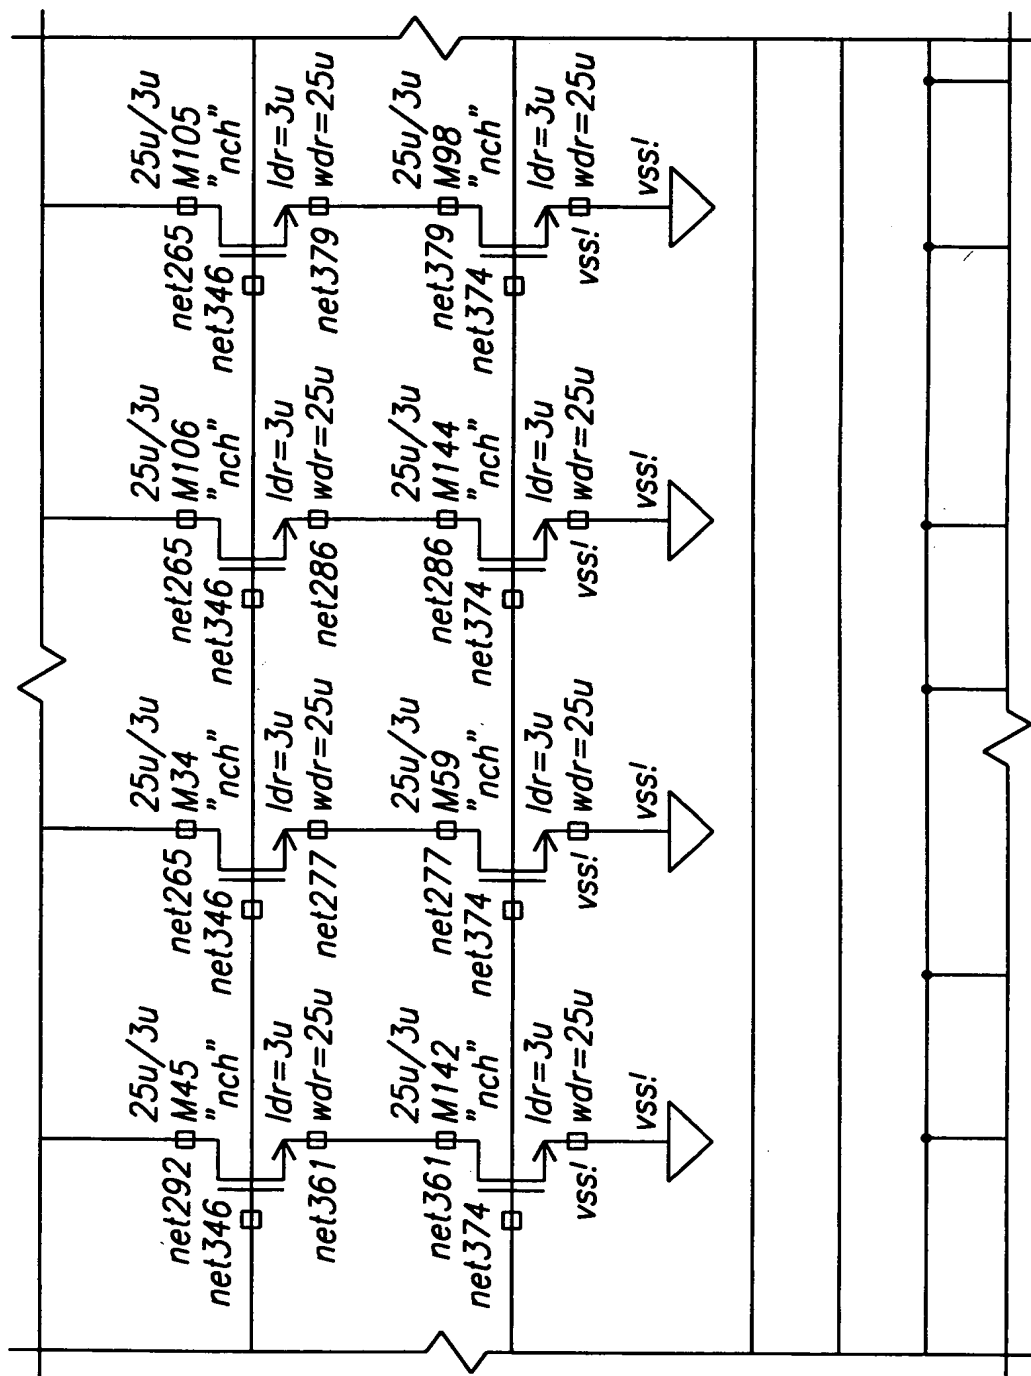 25u/3u
M105
"nch"
net265
net346
ldr=3u
wdr=25u
net379
25u/3u
M98
"nch"
net379
net374
ldr=3u
wdr=25u
vss!
vss!
25u/3u
M106
"nch"
net265
net346
ldr=3u
wdr=25u
net286
25u/3u
M144
"nch"
net286
net374
ldr=3u
wdr=25u
vss!
vss!
25u/3u
M34
"nch"
net265
net346
ldr=3u
wdr=25u
net277
25u/3u
M59
"nch"
net277
net374
ldr=3u
wdr=25u
vss!
vss!
25u/3u
M45
"nch"
net292
net346
ldr=3u
wdr=25u
net361
25u/3u
M142
"nch"
net361
net374
ldr=3u
wdr=25u
vss!
vss!